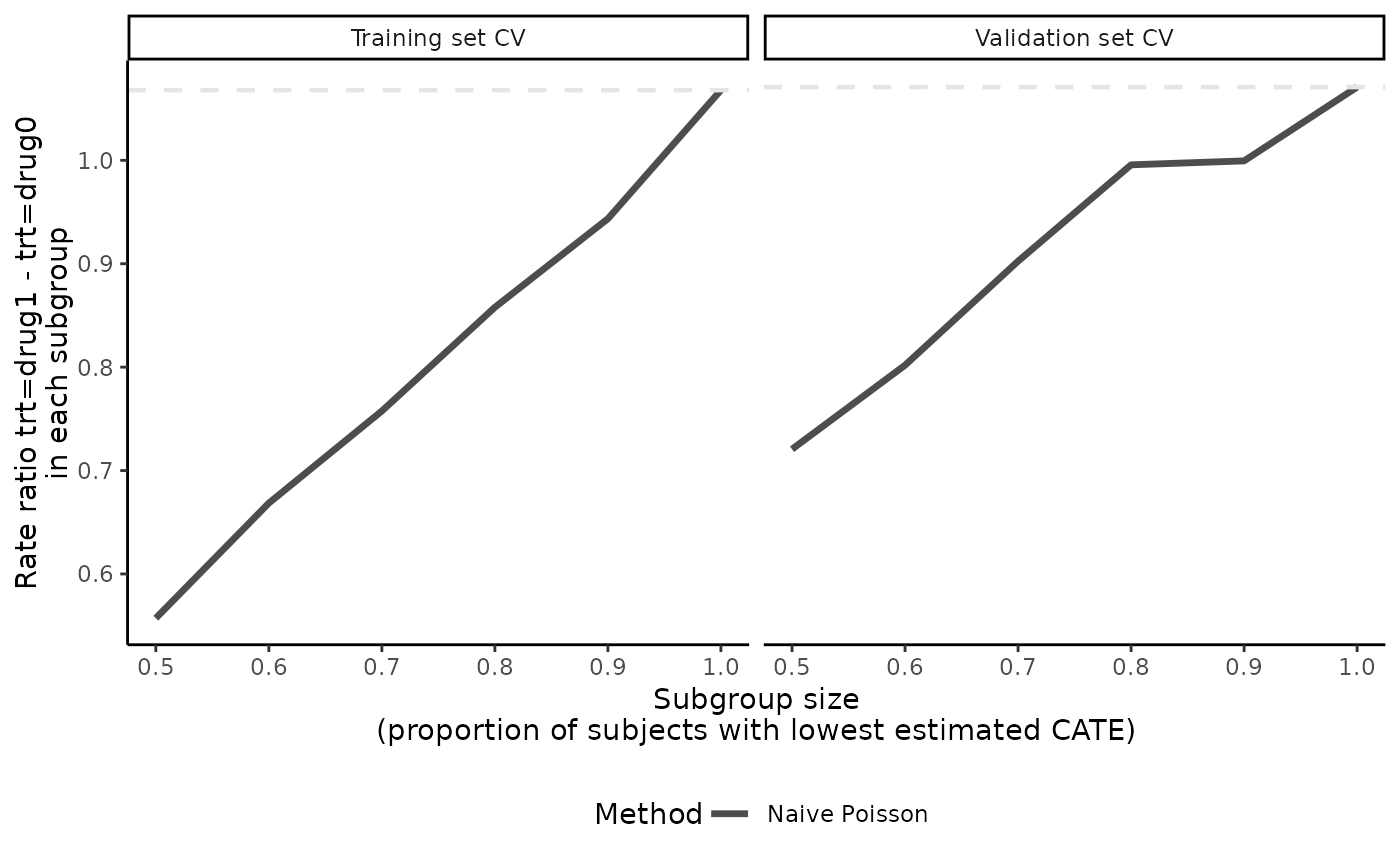 Training set CV
Validation set CV
Rate ratio trt=drug1 - trt=drug0
in each subgroup
1.0
0.9
0.8
0.7
0.6
0.5 0.6 0.7 0.8 0.9 1.0
0.5 0.6 0.7 0.8 0.9 1.0
Subgroup size
(proportion of subjects with lowest estimated CATE)
Method Naive Poisson